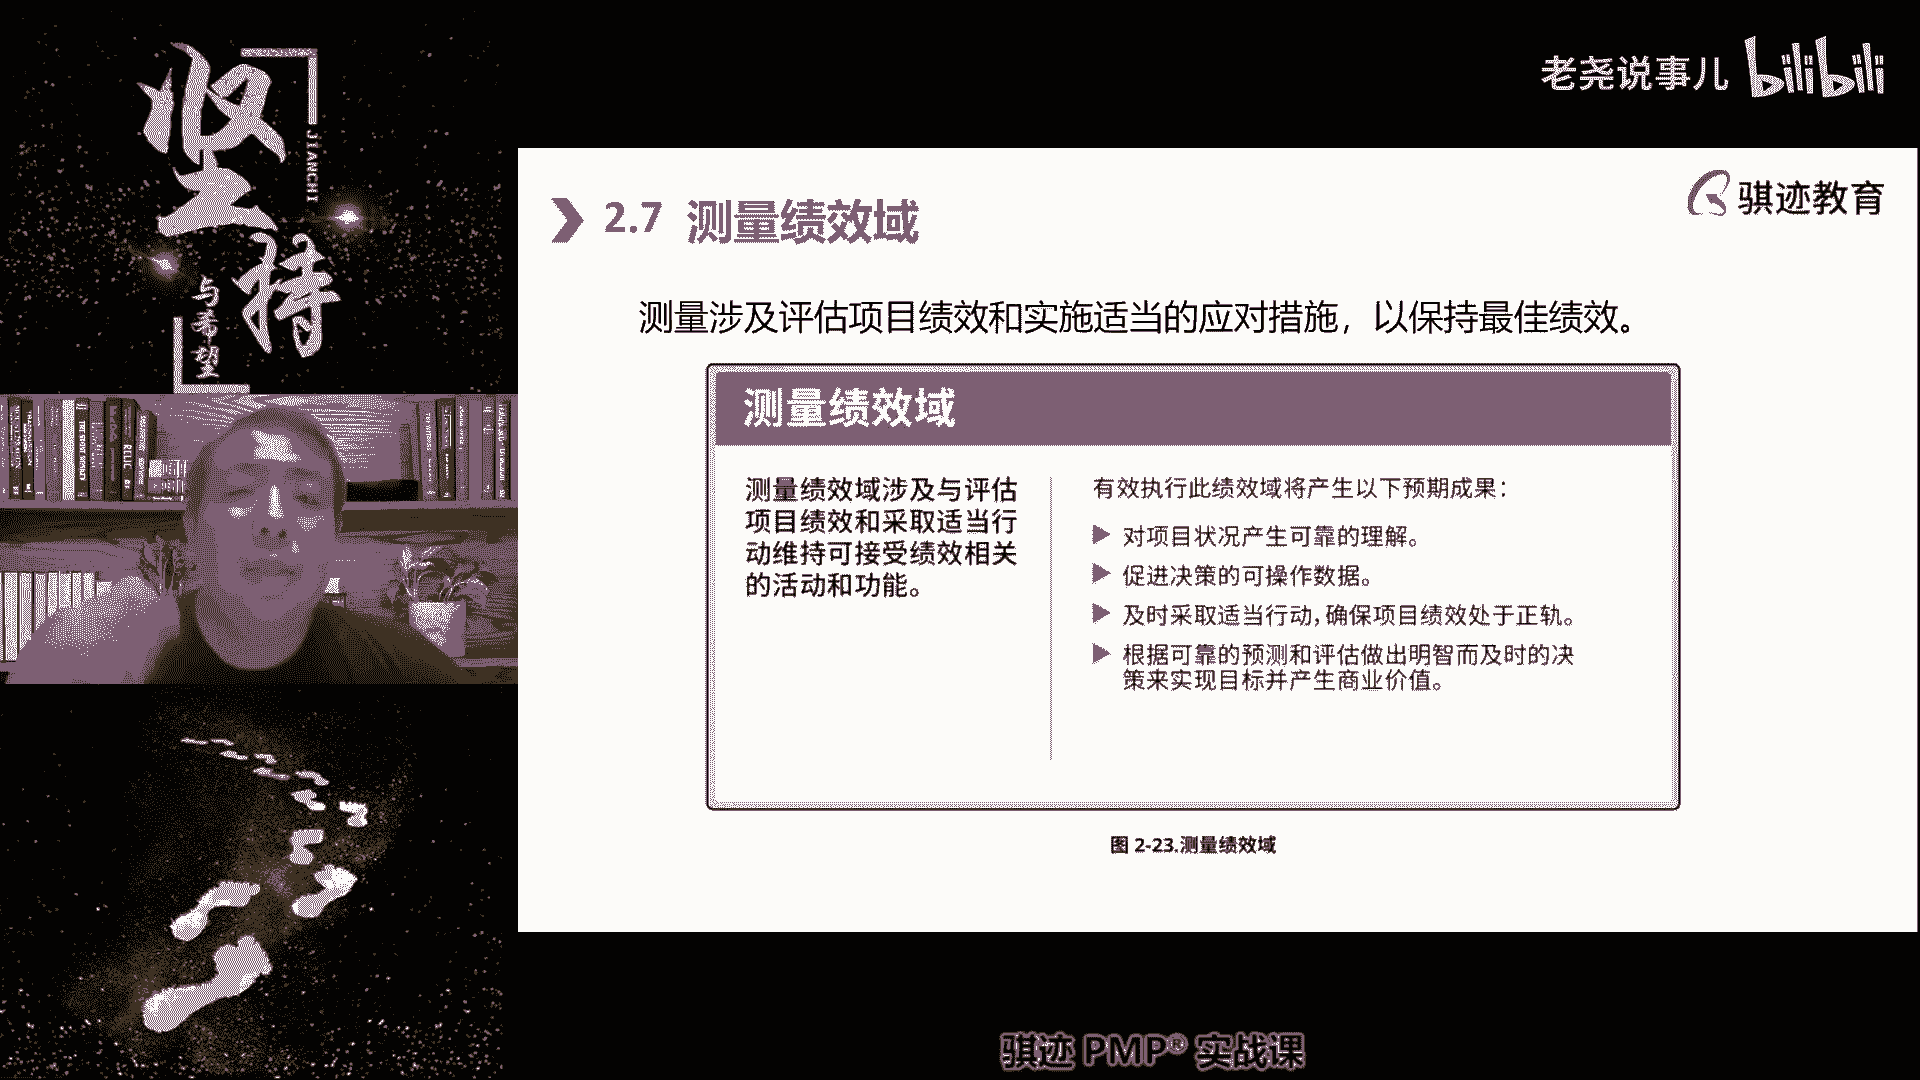 坚持
JIANCHI
与希望
老尧说事儿 bilibili
骐迹教育
2.7 测量绩效域
测量涉及评估项目绩效和实施适当的应对措施，以保持最佳绩效。
测量绩效域
测量绩效域涉及与评估
项目绩效和采取适当行
动维持可接受绩效相关
的活动和功能。
有效执行此绩效域将产生以下预期成果：
对项目状况产生可靠的理解。
促进决策的可操作数据。
及时采取适当行动，确保项目绩效处于正轨。
根据可靠的预测和评估做出明智而及时的决
策来实现目标并产生商业价值。
图 2-23.测量绩效域
骐迹 PMP® 实战课